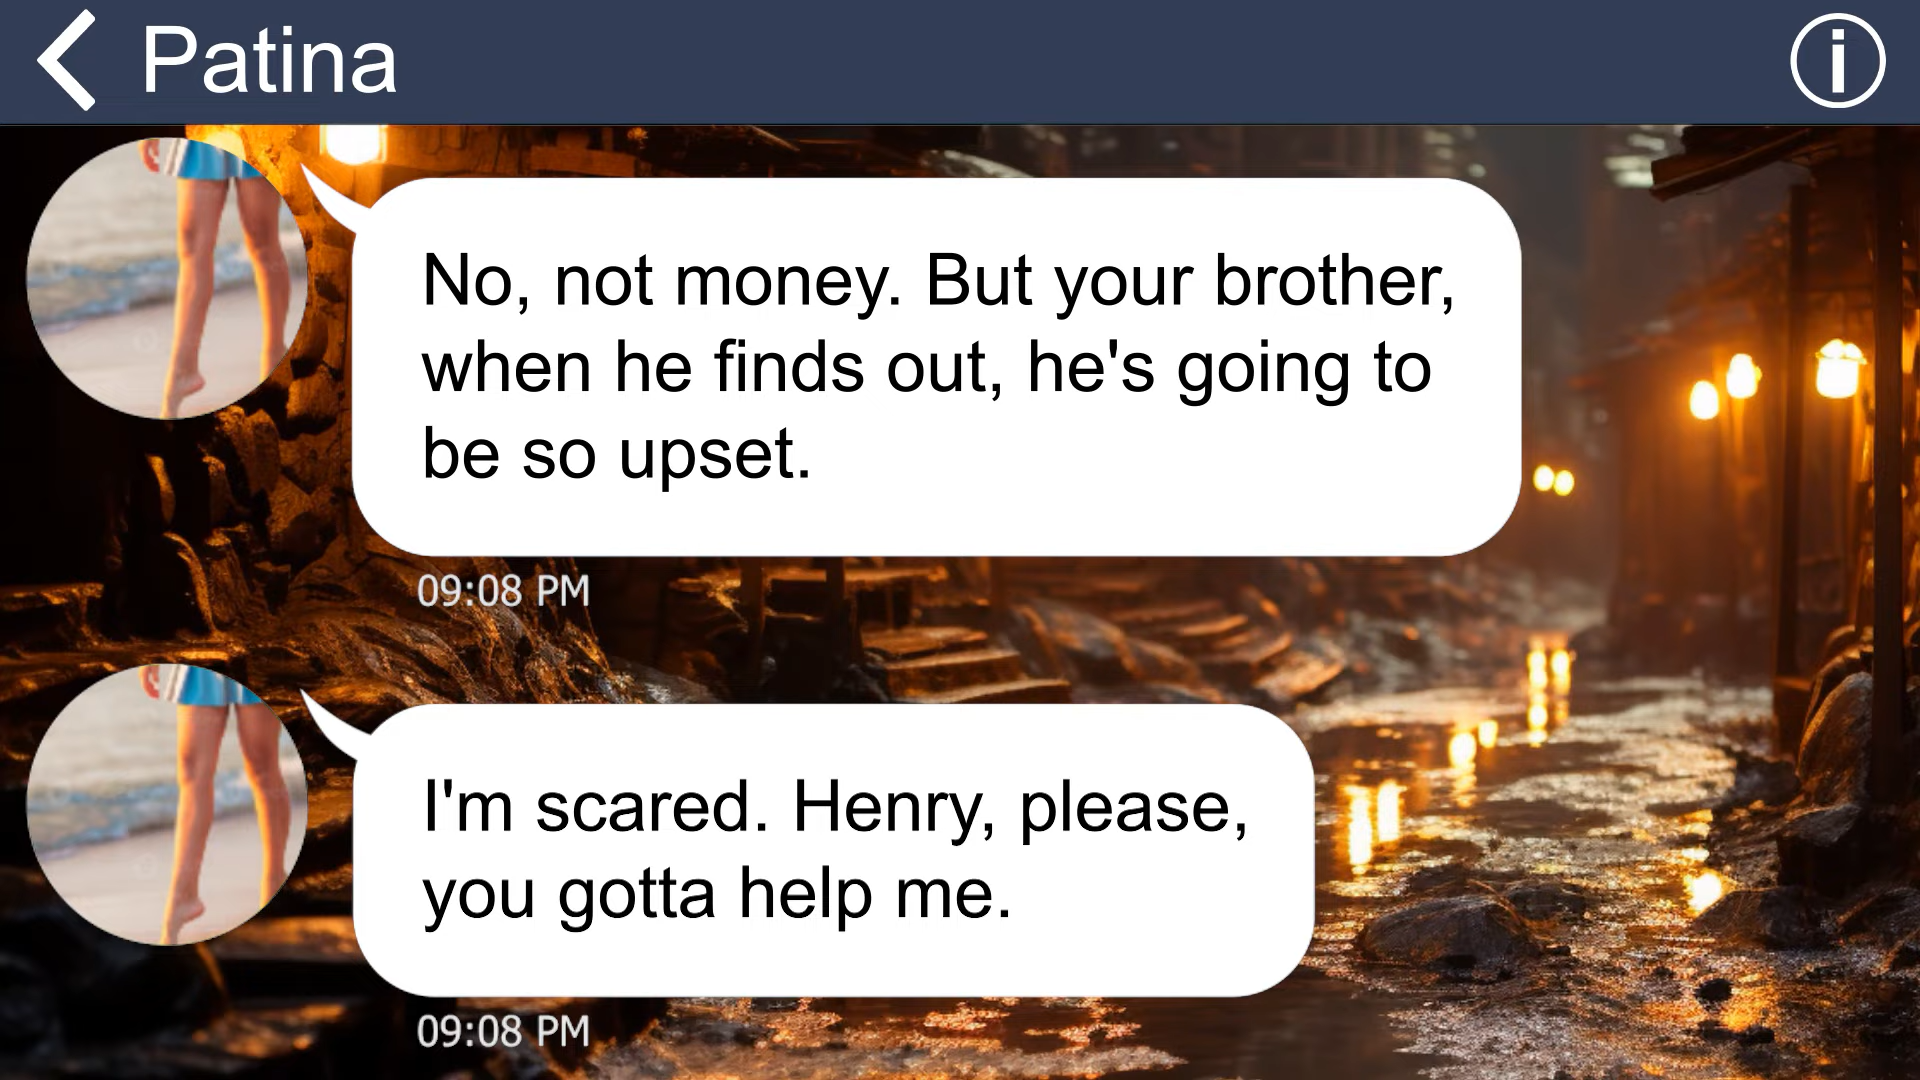 Patina
No, not money. But your brother,
when he finds out, he's going to
be so upset.
09:08 PM
I'm scared. Henry, please,
you gotta help me.
09:08 PM